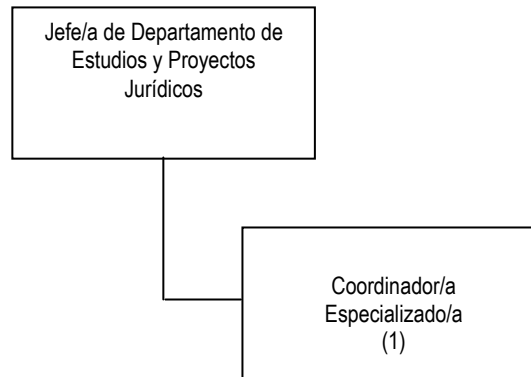 Jefe/a de Departamento de
Estudios y Proyectos
Jurídicos
Coordinador/a
Especializado/a
(1)